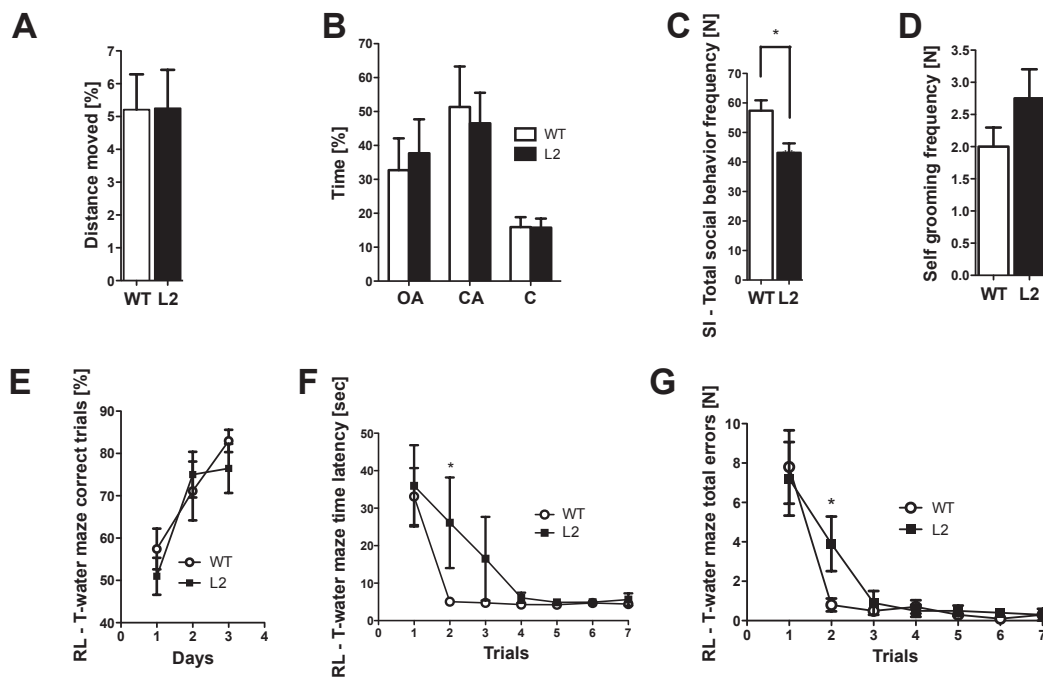 A
Distance moved [%]
7
6
5
4
3
2
1
0
WT L2
B
Time [%]
70
60
50
40
30
20
10
0
OA CA C
WT
L2
C
SI - Total social behavior frequency [N]
*
70
60
50
40
30
20
10
0
WT L2
D
Self grooming frequency [N]
3.5
3.0
2.5
2.0
1.5
1.0
0.5
0.0
WT L2
E
RL - T-water maze correct trials [%]
90
80
70
60
50
40
0 1 2 3 4
Days
WT
L2
F
RL - T-water maze time latency [sec]
50
40
30
20
10
0
0 1 2 3 4 5 6 7
Trials
*
WT
L2
G
RL - T-water maze total errors [N]
10
8
6
4
2
0
0 1 2 3 4 5 6 7
Trials
*
WT
L2